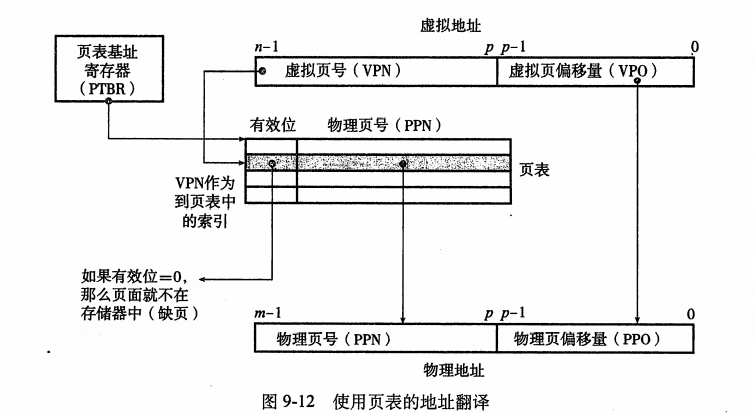 虚拟地址
页表基址
寄存器
（PTBR）
n-1
p
p-1
0
虚拟页号（VPN）
虚拟页偏移量（VPO）
有效位
物理页号（PPN）
页表
VPN作为
到页表中
的索引
如果有效位＝0，
那么页面就不在
存储器中（缺页）
m-1
p
p-1
0
物理页号（PPN）
物理页偏移量（PPO）
物理地址
图 9-12 使用页表的地址翻译